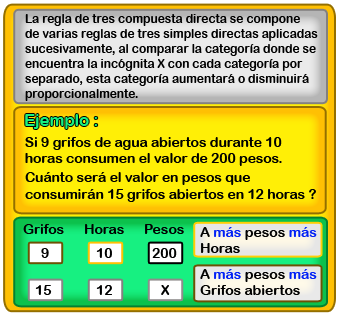 La regla de tres compuesta directa se compone
de varias reglas de tres simples directas aplicadas
sucesivamente, al comparar la categoría donde se
encuentra la incógnita X con cada categoría por
separado, esta categoría aumentará o disminuirá
proporcionalmente.
Ejemplo :
Si 9 grifos de agua abiertos durante 10
horas consumen el valor de 200 pesos.
Cuánto será el valor en pesos que
consumirán 15 grifos abiertos en 12 horas ?
Grifos Horas Pesos
9 10 200
A más pesos más
Horas
15 12 X
A más pesos más
Grifos abiertos